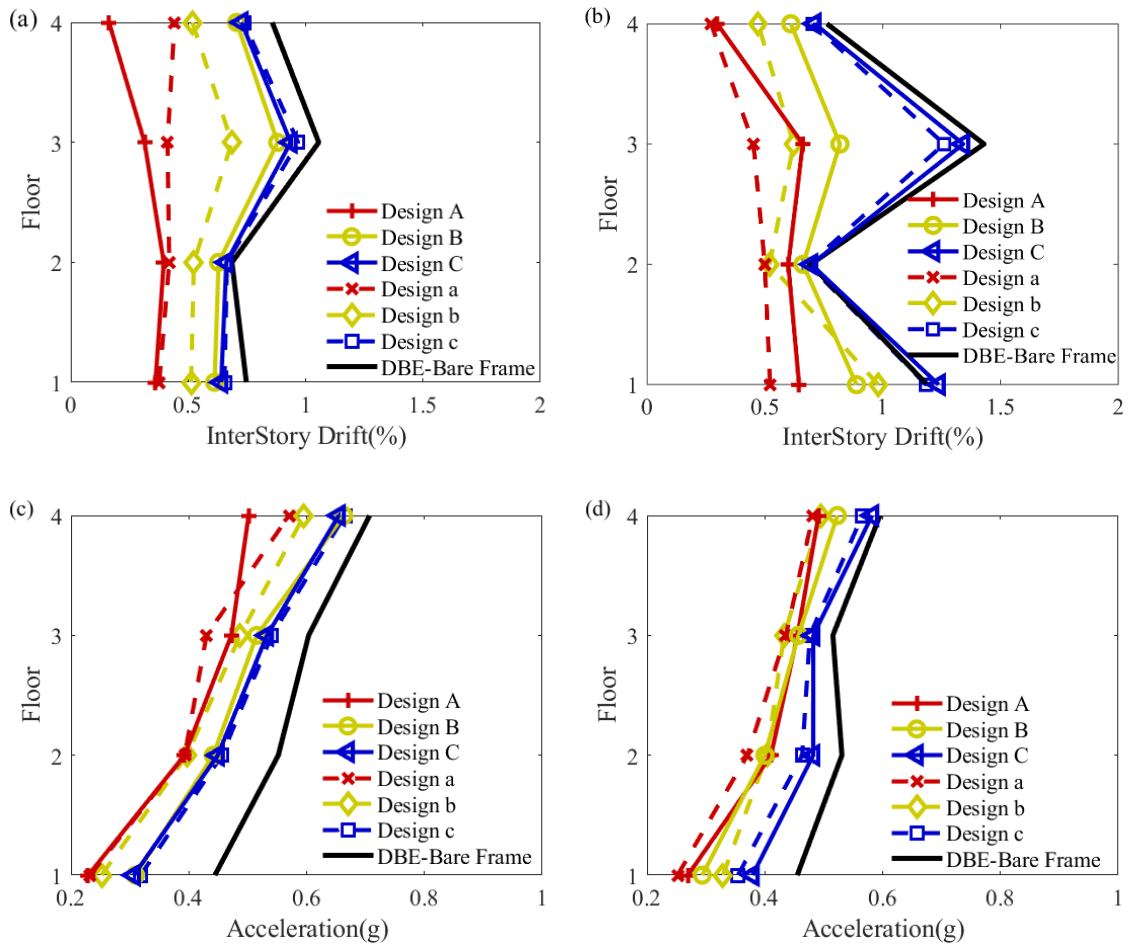 (a)
4
3
2
1
Floor
Design A
Design B
Design C
Design a
Design b
Design c
DBE-Bare Frame
0
0.5
1
1.5
2
InterStory Drift(%)
(b)
4
3
2
1
Floor
Design A
Design B
Design C
Design a
Design b
Design c
DBE-Bare Frame
0
0.5
1
1.5
2
InterStory Drift(%)
(c)
4
3
2
1
Floor
Design A
Design B
Design C
Design a
Design b
Design c
DBE-Bare Frame
0.2
0.4
0.6
0.8
1
Acceleration(g)
(d)
4
3
2
1
Floor
Design A
Design B
Design C
Design a
Design b
Design c
DBE-Bare Frame
0.2
0.4
0.6
0.8
1
Acceleration(g)